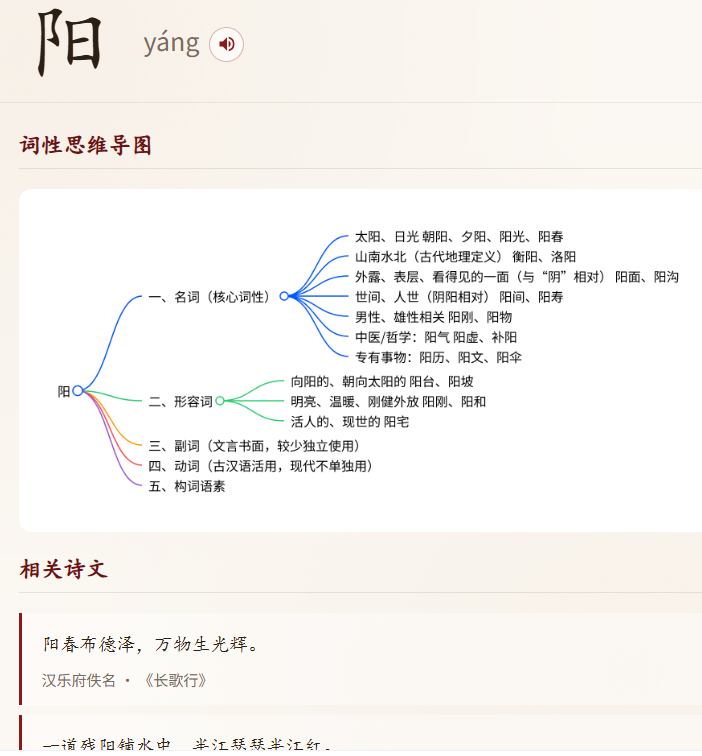 阳
yáng
词性思维导图
阳
一、名词（核心词性）
太阳、日光 朝阳、夕阳、阳光、阳春
山南水北（古代地理定义） 衡阳、洛阳
外露、表层、看得见的一面（与“阴”相对） 阳面、阳沟
世间、人世（阴阳相对） 阳间、阳寿
男性、雄性相关 阳刚、阳物
中医/哲学：阳气 阳虚、补阳
专有事物：阳历、阳文、阳伞
二、形容词
向阳的、朝向太阳的 阳台、阳坡
明亮、温暖、刚健外放 阳刚、阳和
活人的、现世的 阳宅
三、副词（文言书面，较少独立使用）
四、动词（古汉语活用，现代不单独用）
五、构词语素
相关诗文
阳春布德泽，万物生光辉。
汉乐府佚名 · 《长歌行》
一道残阳铺水中，半江瑟瑟半江红。